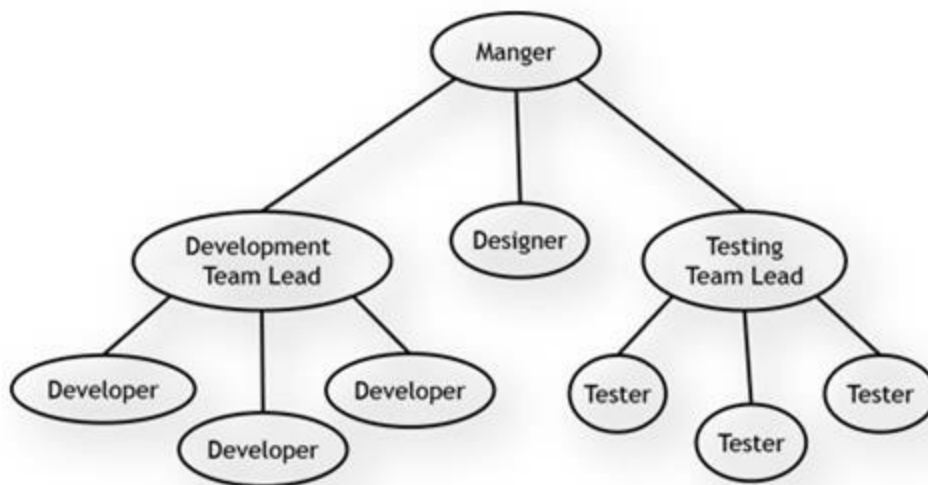 Manger
Development
Team Lead
Designer
Testing
Team Lead
Developer
Developer
Developer
Tester
Tester
Tester